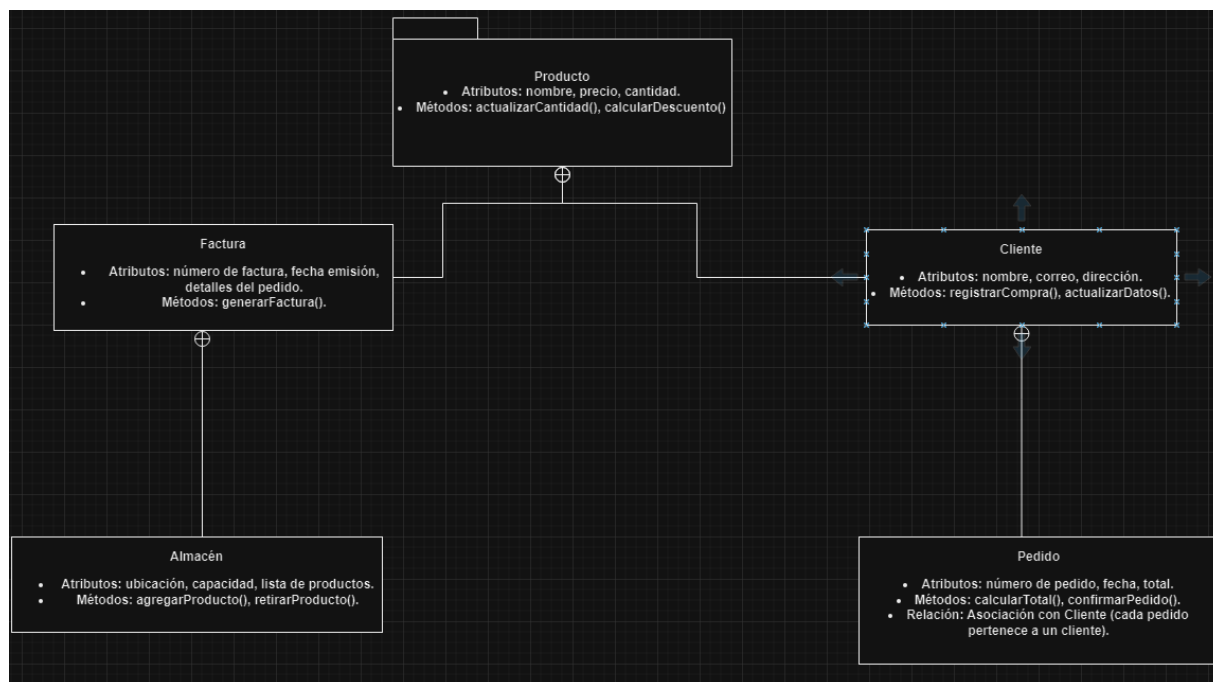 Producto
• Atributos: nombre, precio, cantidad.
• Métodos: actualizarCantidad(), calcularDescuento()
Factura
• Atributos: número de factura, fecha emisión,
detalles del pedido.
• Métodos: generarFactura().
Cliente
• Atributos: nombre, correo, dirección.
• Métodos: registrarCompra(), actualizarDatos().
Almacén
• Atributos: ubicación, capacidad, lista de productos.
• Métodos: agregarProducto(), retirarProducto().
Pedido
• Atributos: número de pedido, fecha, total.
• Métodos: calcularTotal(), confirmarPedido().
• Relación: Asociación con Cliente (cada pedido
pertenece a un cliente).